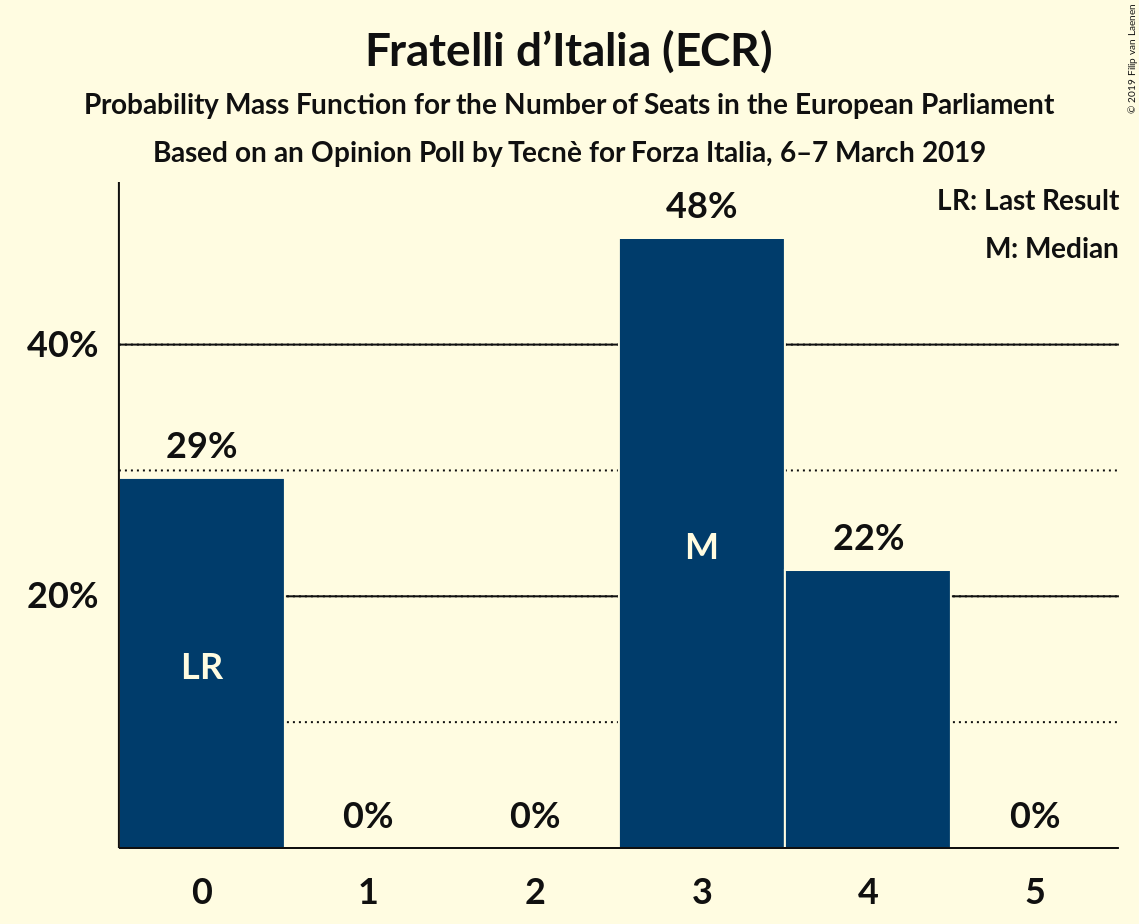 Fratelli d’Italia (ECR)
Probability Mass Function for the Number of Seats in the European Parliament
Based on an Opinion Poll by Tecnè for Forza Italia, 6–7 March 2019
© 2019 Filip van Laenen
LR: Last Result
M: Median
48%
40%
29%
22%
20%
M
LR
0%
0%
0%
0
1
2
3
4
5